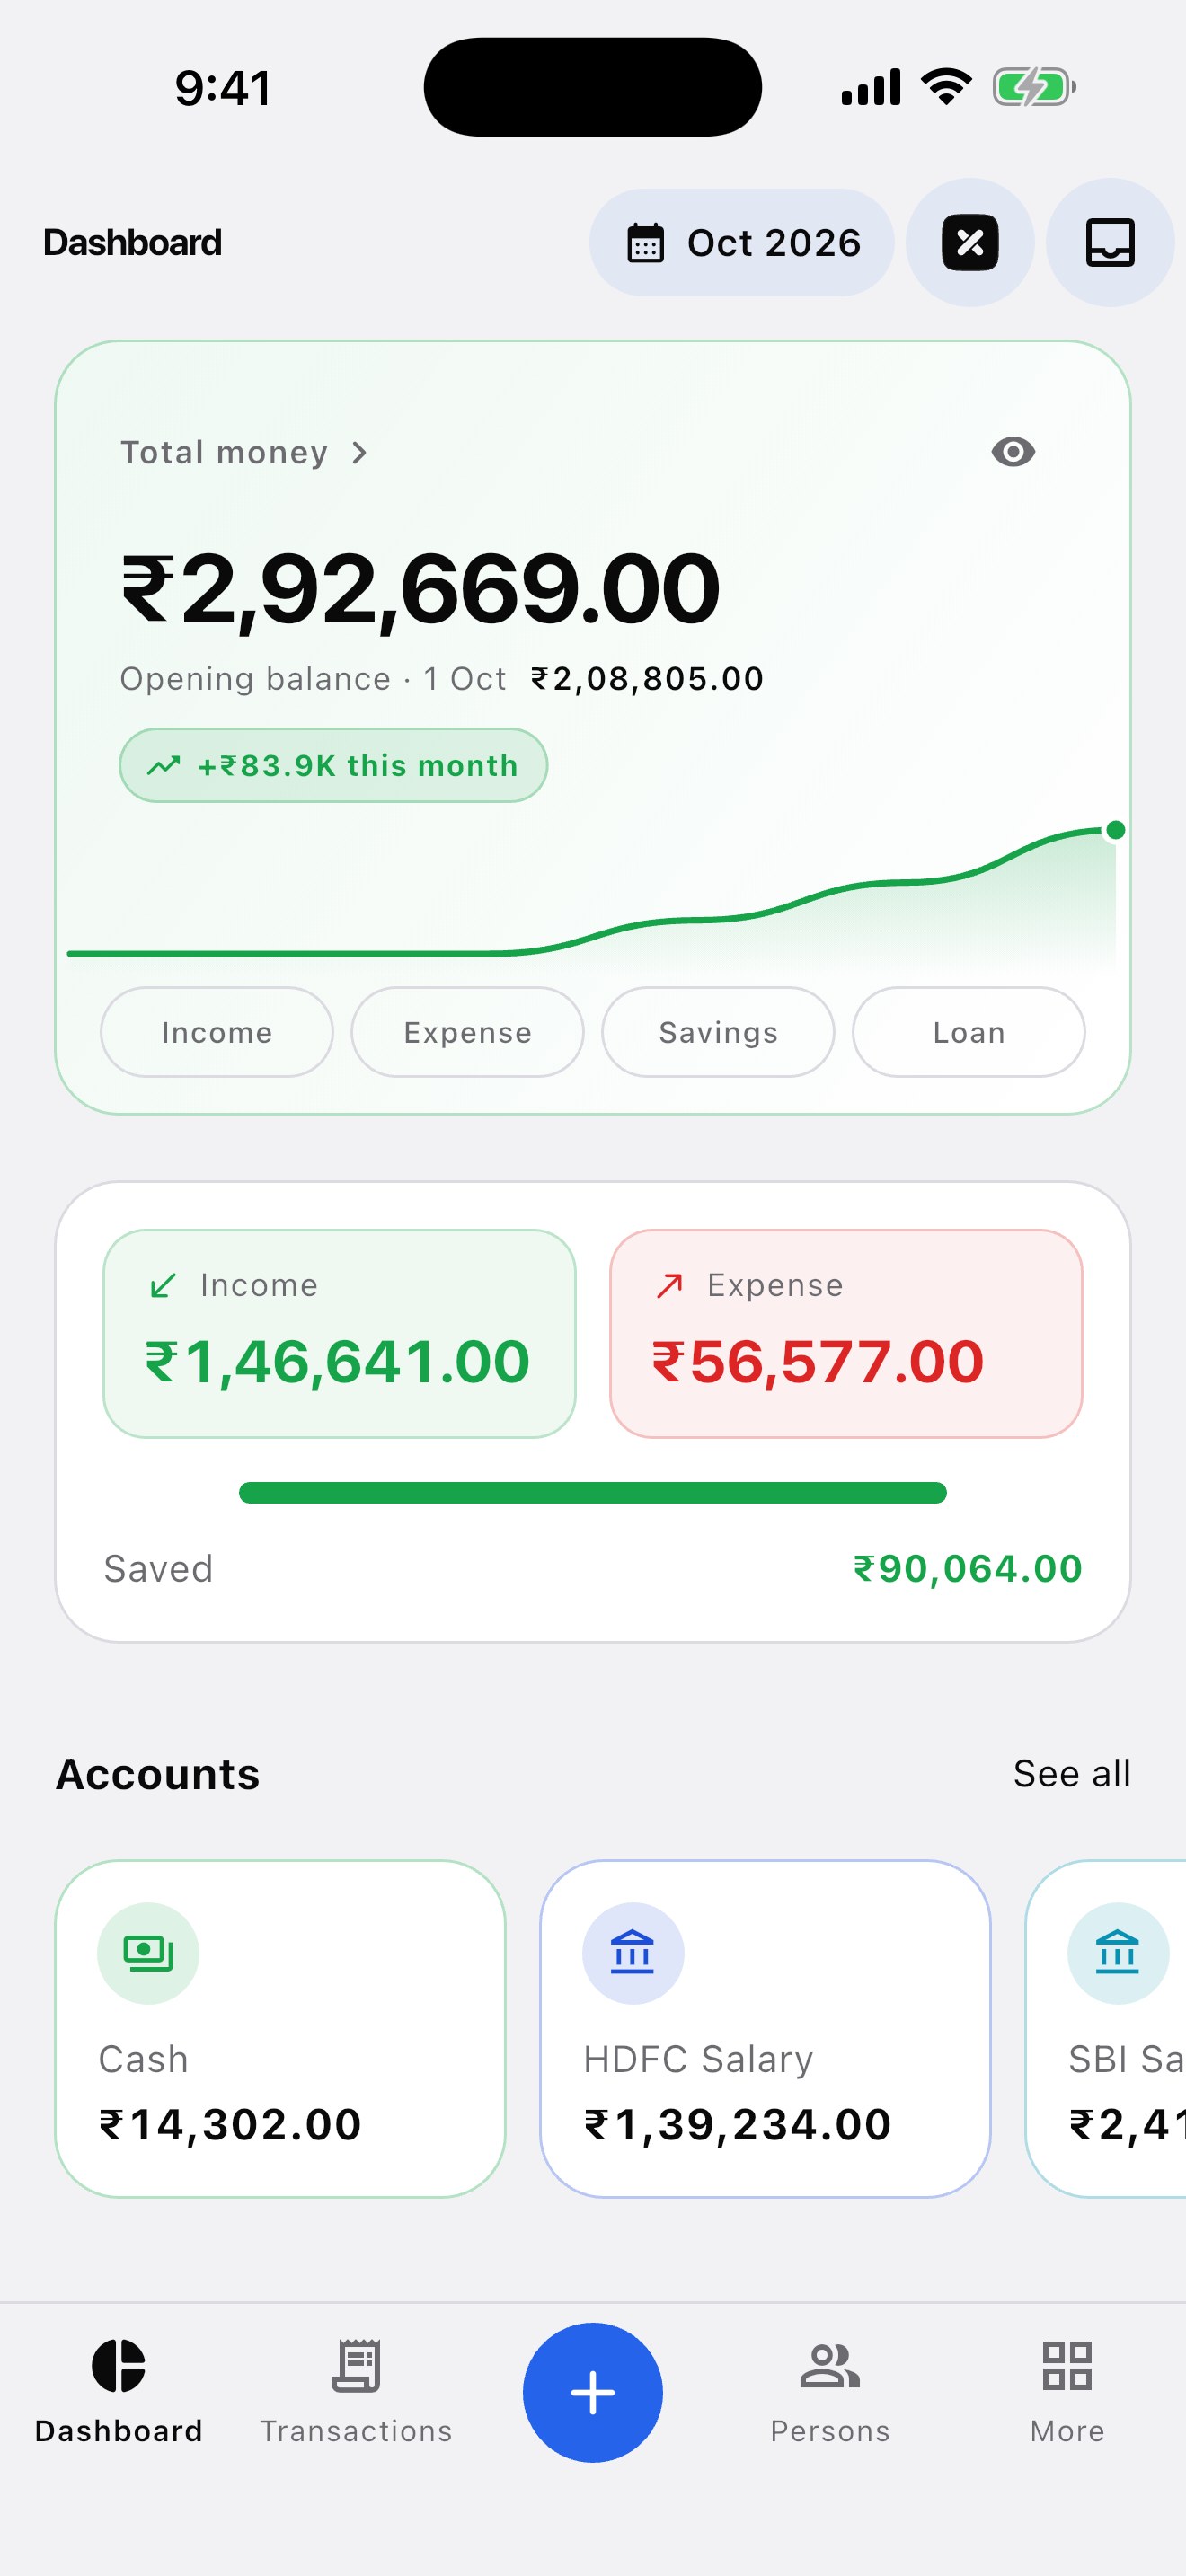 9:41
Dashboard
Oct 2026
Total money
₹2,92,669.00
Opening balance · 1 Oct ₹2,08,805.00
+₹83.9K this month
Income Expense Savings Loan
Income
₹1,46,641.00
Expense
₹56,577.00
Saved ₹90,064.00
Accounts See all
Cash
₹14,302.00
HDFC Salary
₹1,39,234.00
SBI Sa
₹2,41
Dashboard Transactions Persons More